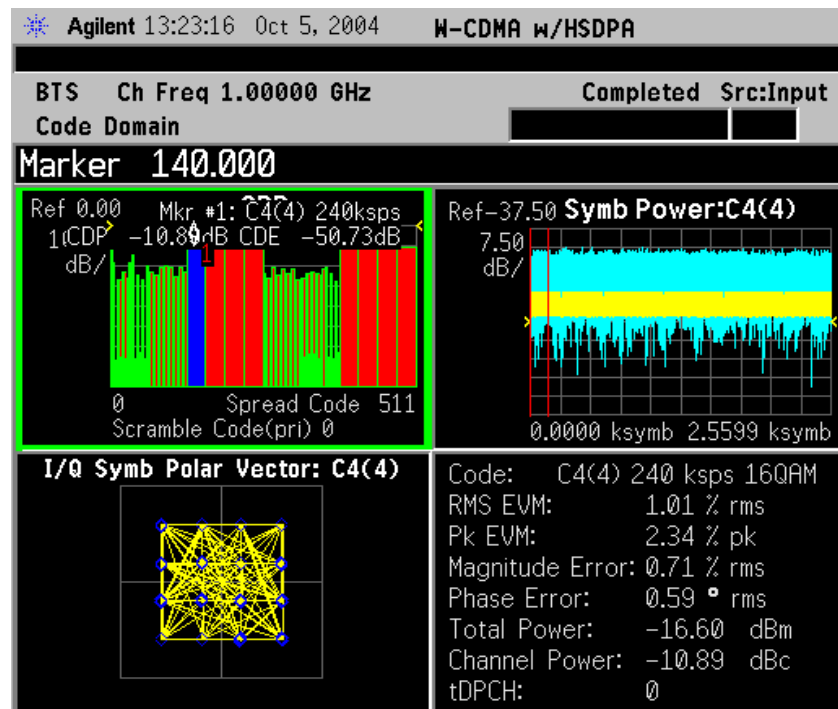 Agilent 13:23:16 Oct 5, 2004 W-CDMA w/HSDPA
BTS Ch Freq 1.00000 GHz Completed Src:Input
Code Domain
Marker 140.000
Ref 0.00 Mkr #1: C4(4) 240ksps
CDP -10.89dB CDE -50.73dB
dB/
1
0 Spread Code 511
Scramble Code(pri) 0
Ref-37.50 Symb Power:C4(4)
7.50
dB/
0.0000 ksymb 2.5599 ksymb
I/Q Symb Polar Vector: C4(4)
Code: C4(4) 240 ksps 16QAM
RMS EVM: 1.01 % rms
Pk EVM: 2.34 % pk
Magnitude Error: 0.71 % rms
Phase Error: 0.59 ° rms
Total Power: -16.60 dBm
Channel Power: -10.89 dBc
tDPCH: 0